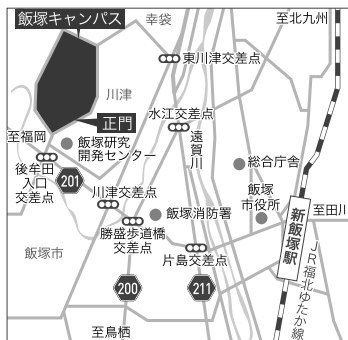 飯塚キャンパス
幸袋
至北九州
東川津交差点
川津
水江交差点
正門
至福岡
飯塚研究
開発センター
遠賀川
総合庁舎
後牟田
入口
交差点
201
川津交差点
飯塚
市役所
新飯塚駅
至田川
飯塚消防署
勝盛歩道橋
交差点
飯塚市
片島交差点
JR福北ゆたか線
200
211
至鳥栖